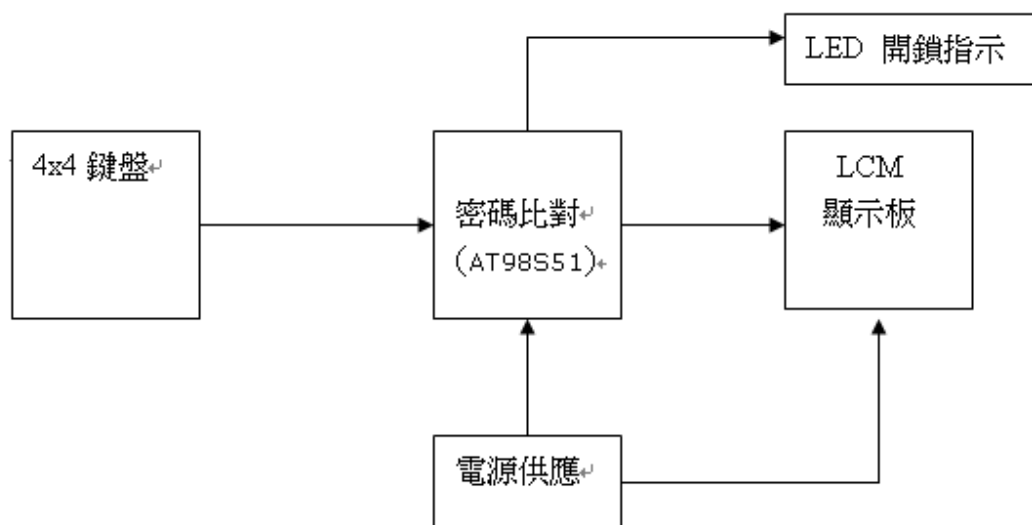 LED 開鎖指示
4x4 鍵盤↵
密碼比對↵
(AT98S51)↵
LCM
顯示板
電源供應↵